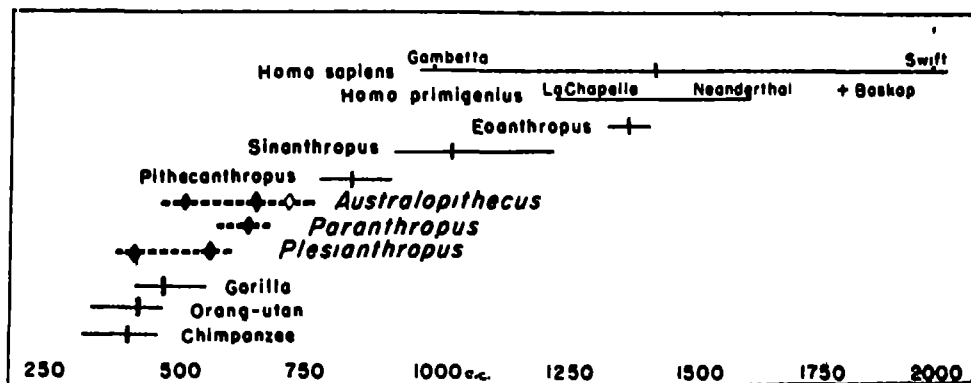 Gambetta Swift
Homo sapiens
Homo primigenius LaChapelle Neanderthal + Boskop
Eoanthropus
Sinanthropus
Pithecanthropus
Australopithecus
Paranthropus
Plesianthropus
Gorilla
Orang-utan
Chimpanzee
250 500 750 1000 c.c. 1250 1500 1750 2000